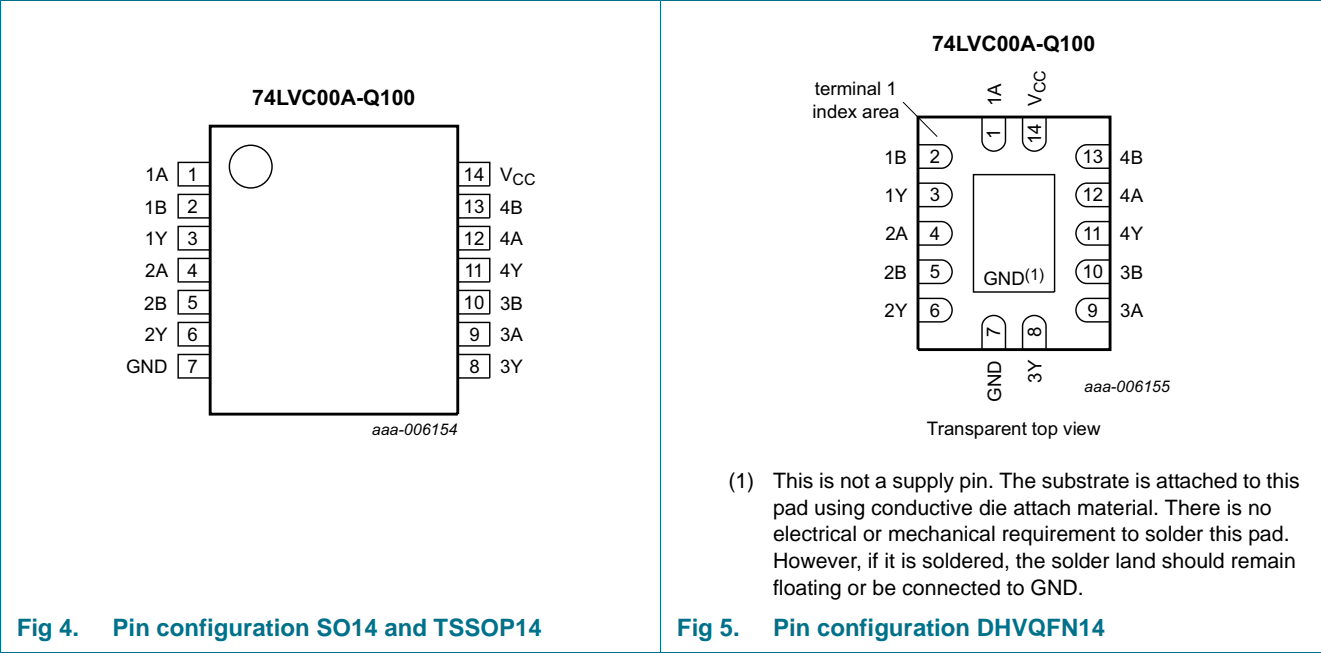 74LVC00A-Q100
1A 1
14 VCC
1B 2
13 4B
1Y 3
12 4A
2A 4
11 4Y
2B 5
10 3B
2Y 6
9 3A
GND 7
8 3Y
aaa-006154
Fig 4. Pin configuration SO14 and TSSOP14
74LVC00A-Q100
terminal 1
index area
1A
VCC
1
14
1B 2
13 4B
1Y 3
12 4A
2A 4
11 4Y
2B 5
10 3B
GND(1)
2Y 6
9 3A
7
8
GND
3Y
aaa-006155
Transparent top view
(1) This is not a supply pin. The substrate is attached to this
pad using conductive die attach material. There is no
electrical or mechanical requirement to solder this pad.
However, if it is soldered, the solder land should remain
floating or be connected to GND.
Fig 5. Pin configuration DHVQFN14